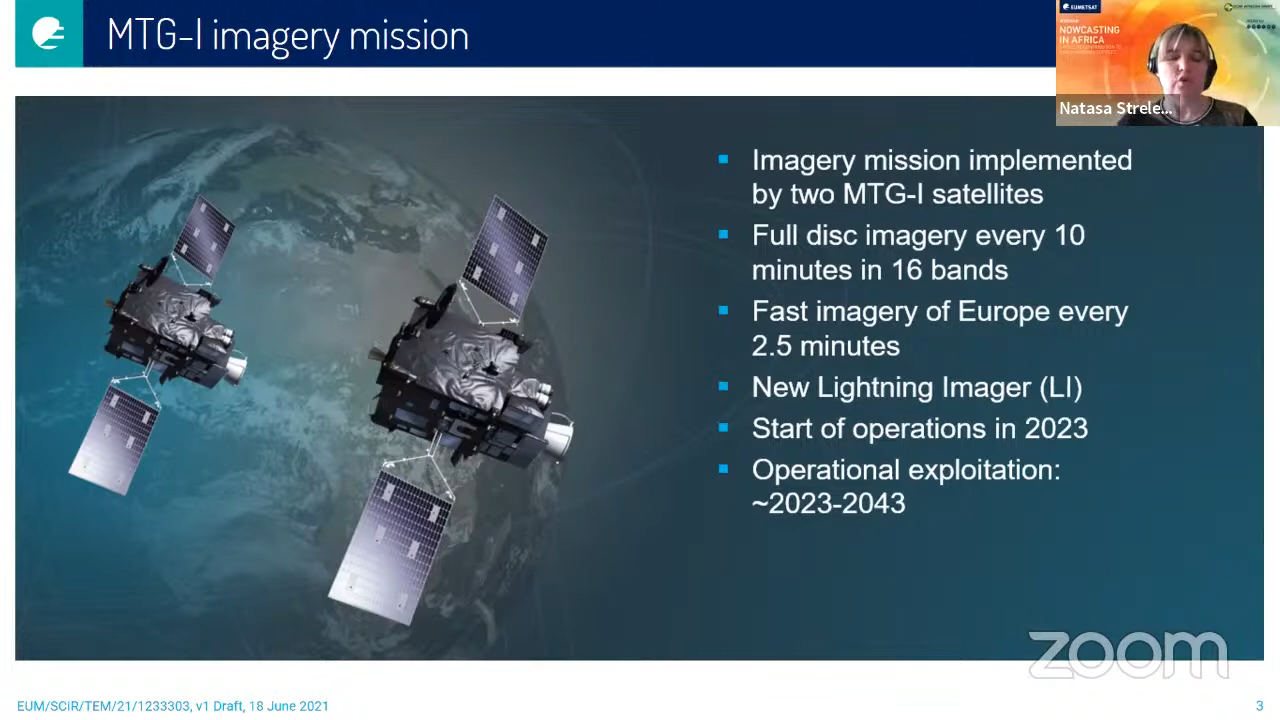 MTG-I imagery mission
EUMETSAT
WEBINAR
NOWCASTING
IN AFRICA
Natasa Strele...
Imagery mission implemented
by two MTG-I satellites
Full disc imagery every 10
minutes in 16 bands
Fast imagery of Europe every
2.5 minutes
New Lightning Imager (LI)
Start of operations in 2023
Operational exploitation:
~2023-2043
zoom
EUM/SCIR/TEM/21/1233303, v1 Draft, 18 June 2021
3